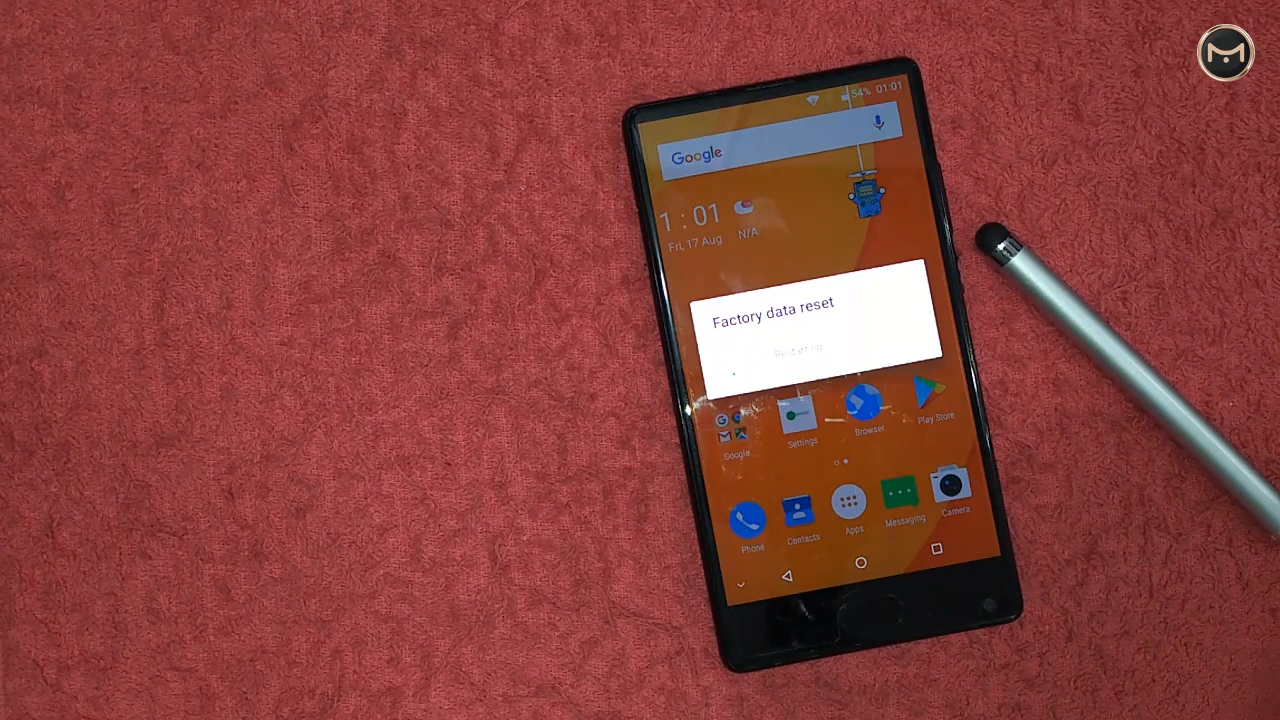 54% 01:01
Google
1 : 01
Fri, 17 Aug
N/A
Factory data reset
Restarting
Google
Settings
Browser
Play Store
Phone
Contacts
Apps
Messaging
Camera